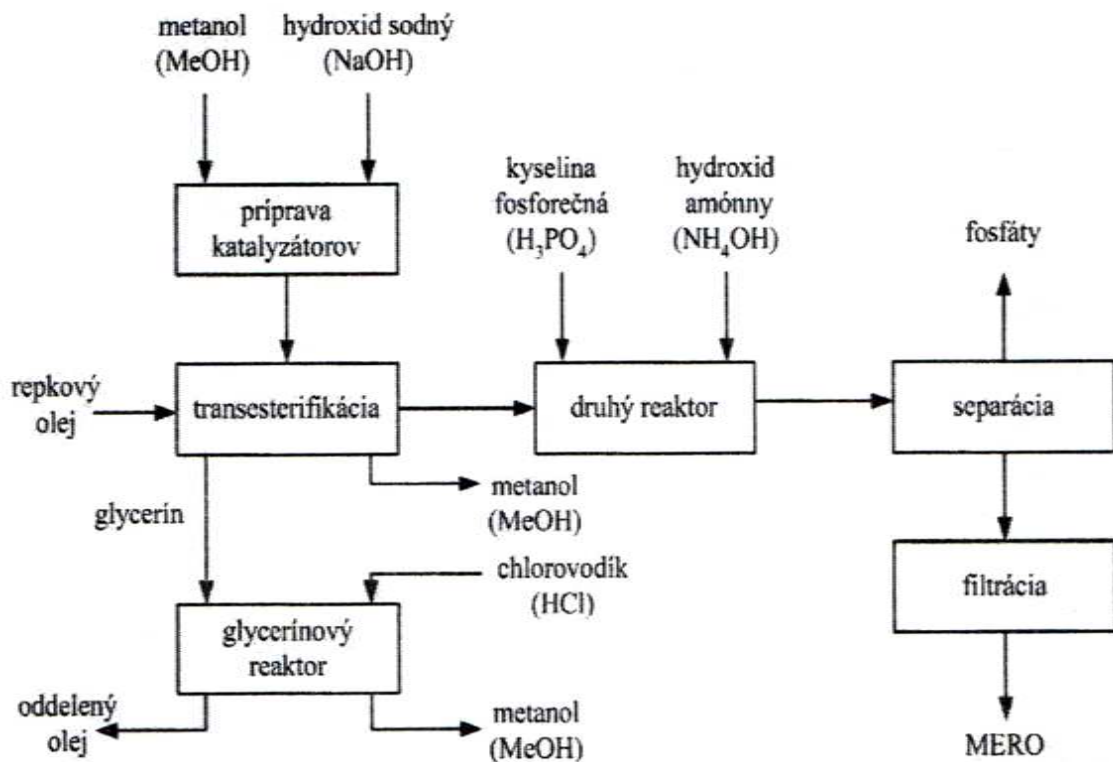 metanol
(MeOH)
hydroxid sodný
(NaOH)
príprava
katalyzátorov
kyselina
fosforečná
(H₃PO₄)
hydroxid
amónny
(NH₄OH)
fosfáty
repkový
olej
transesterifikácia
druhý reaktor
separácia
glycerín
metanol
(MeOH)
chlorovodík
(HCl)
filtrácia
glycerínový
reaktor
oddelený
olej
metanol
(MeOH)
MERO